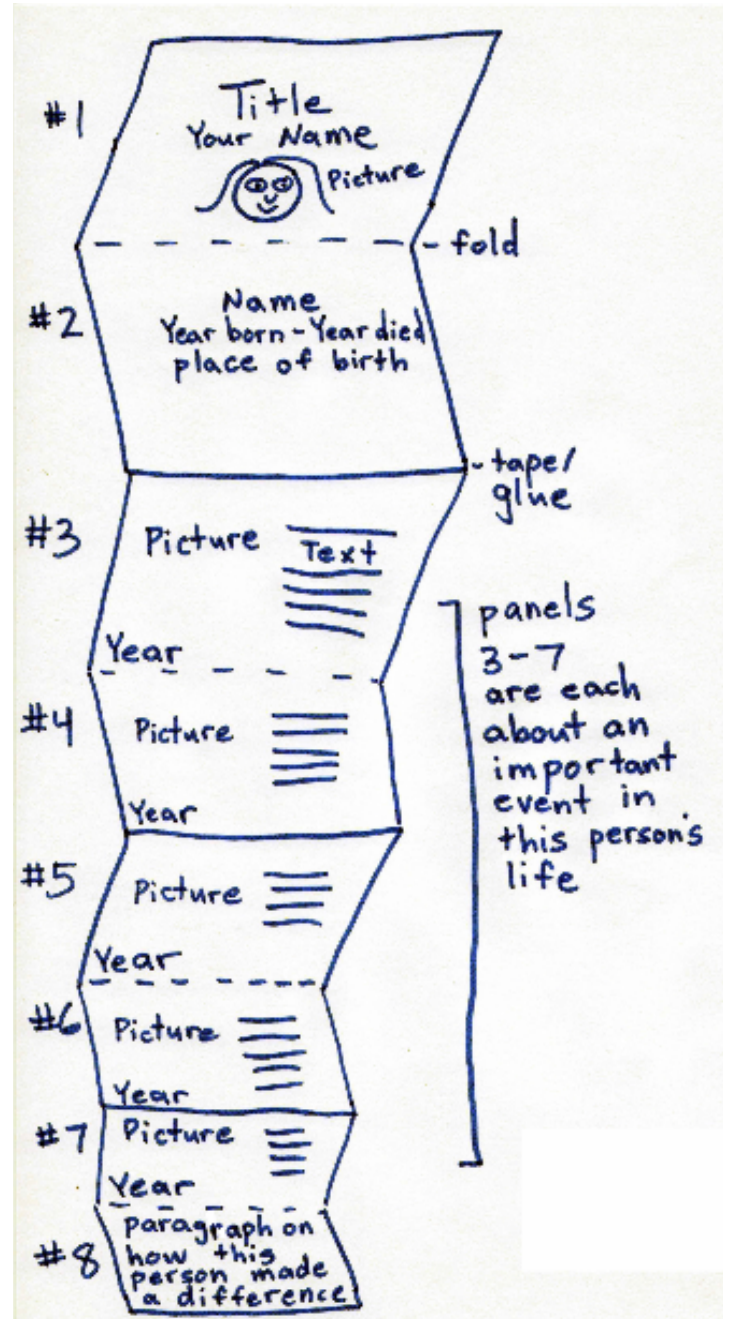 #1
Title
Your Name
Picture
- fold
#2
Name
Year born - Year died
place of birth
- tape/
glue
#3
Picture
Text
Year
#4
Picture
Year
panels
3-7
are each
about an
important
event in
this person's
life
#5
Picture
Year
#6
Picture
Year
#7
Picture
Year
#8
paragraph on
how this
person made
a difference